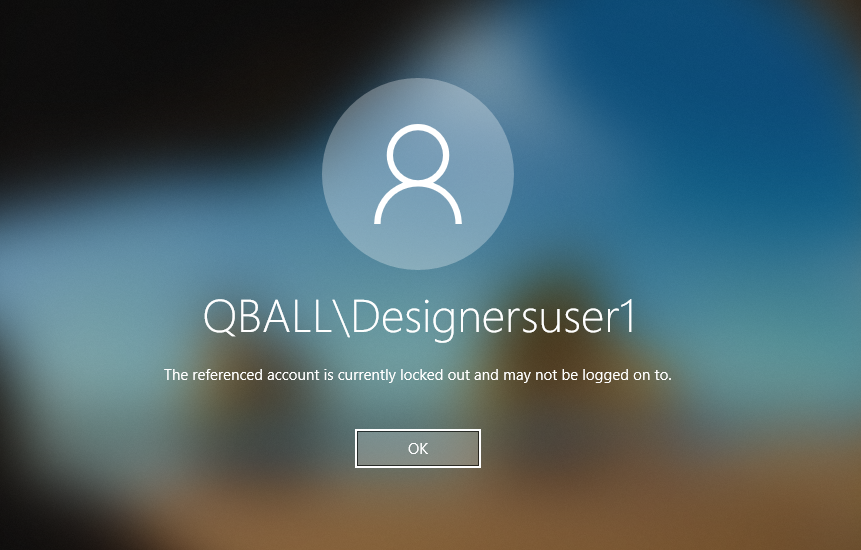 QBALL\Designersuser1
The referenced account is currently locked out and may not be logged on to.
OK